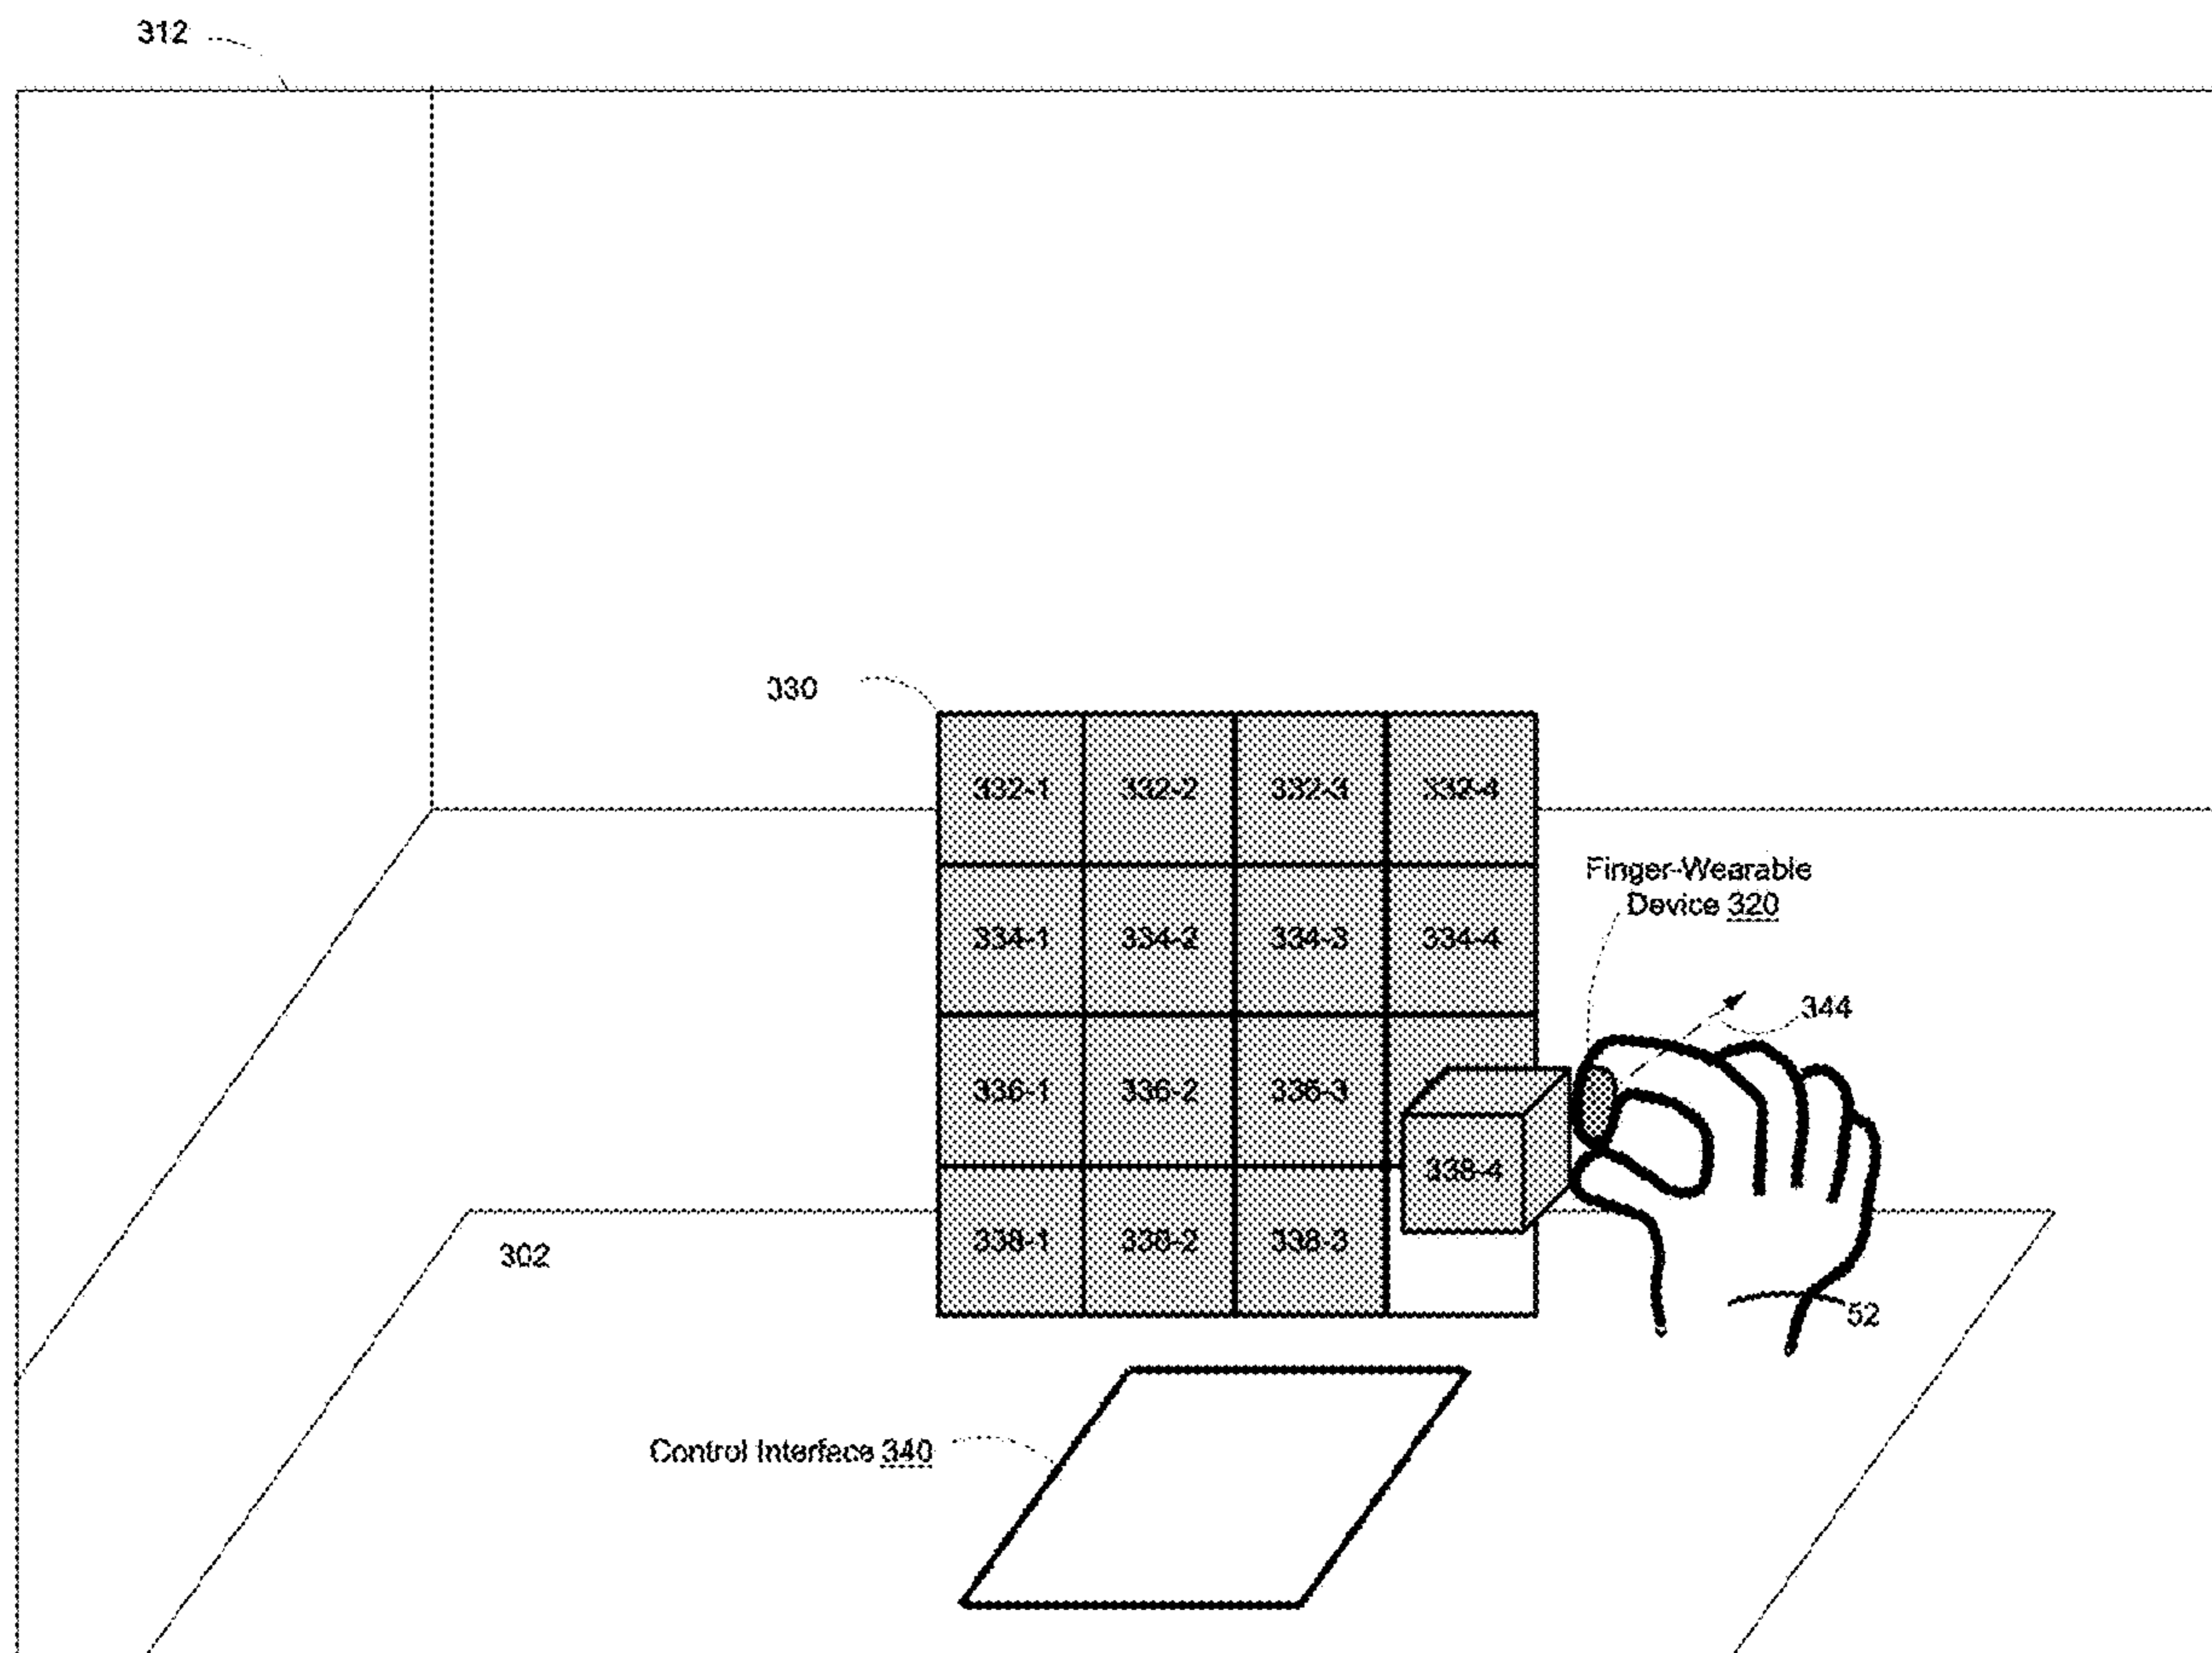 312
330
332-1 332-2 332-3 332-4
Finger-Wearable
Device 320
334-1 334-2 334-3 334-4
344
336-1 336-2 336-3
338-4
338-1 338-2 338-3
302
52
Control Interface 340